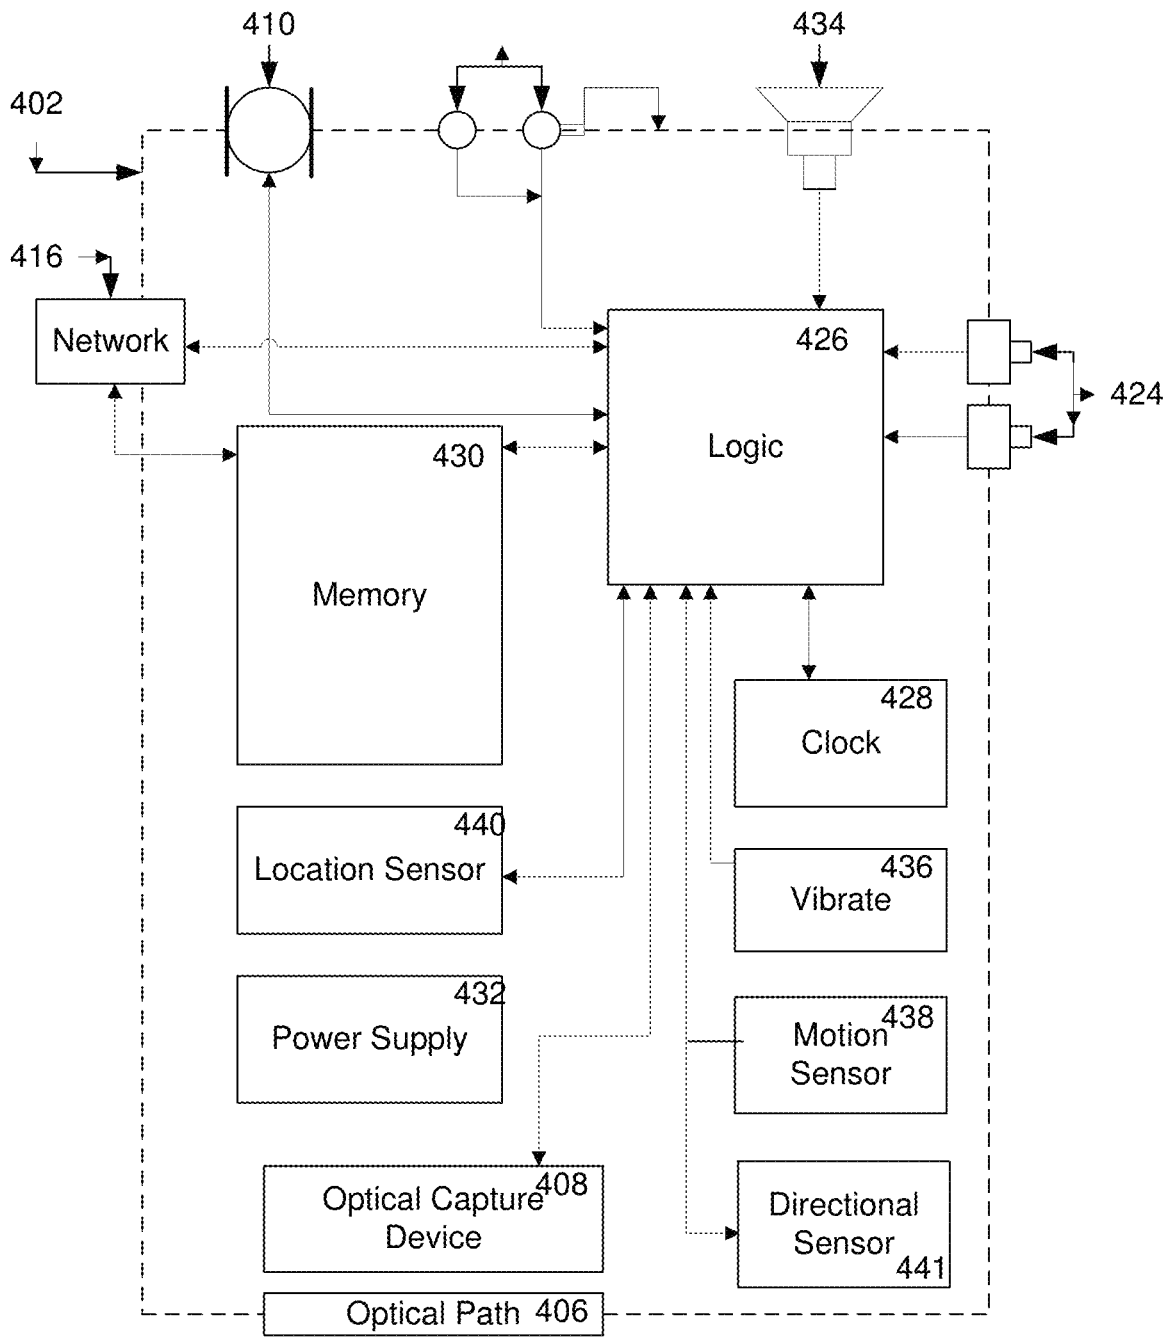 410
434
402
416
Network
426
424
Logic
430
Memory
428
Clock
440
Location Sensor
436
Vibrate
432
Power Supply
438
Motion
Sensor
408
Optical Capture
Device
Directional
Sensor
441
Optical Path 406